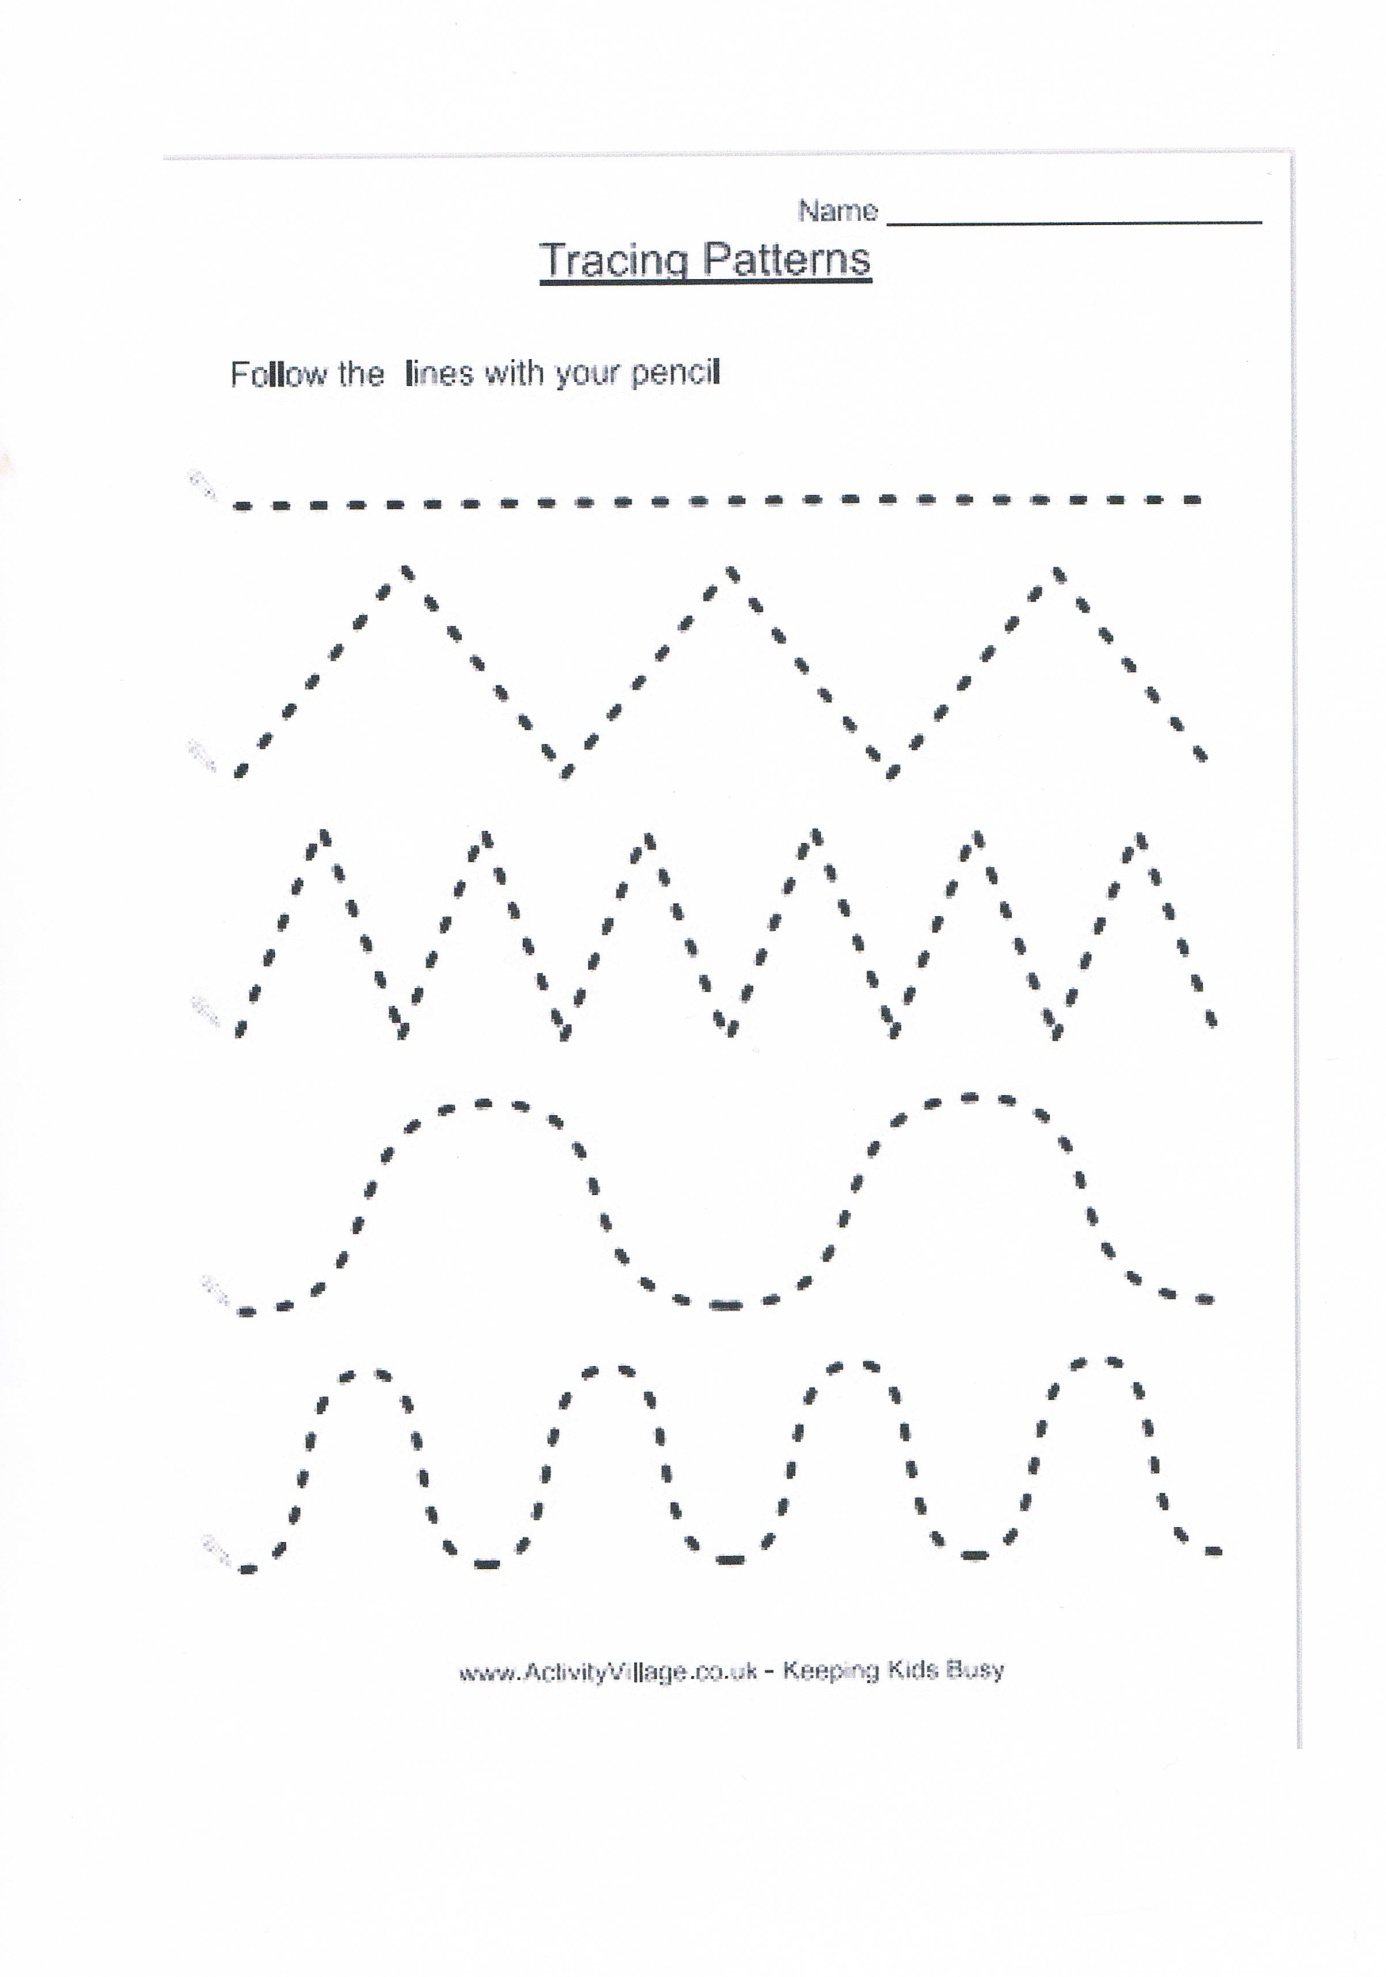 Name
Tracing Patterns
Follow the lines with your pencil
www.ActivityVillage.co.uk - Keeping Kids Busy